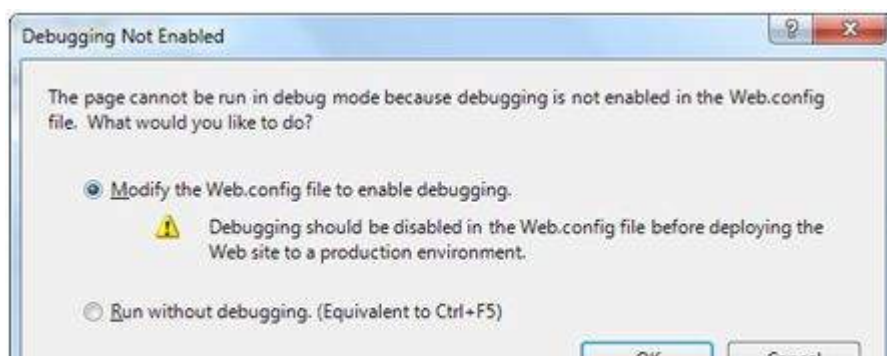 Debugging Not Enabled
The page cannot be run in debug mode because debugging is not enabled in the Web.config
file. What would you like to do?
Modify the Web.config file to enable debugging.
Debugging should be disabled in the Web.config file before deploying the
Web site to a production environment.
Run without debugging. (Equivalent to Ctrl+F5)